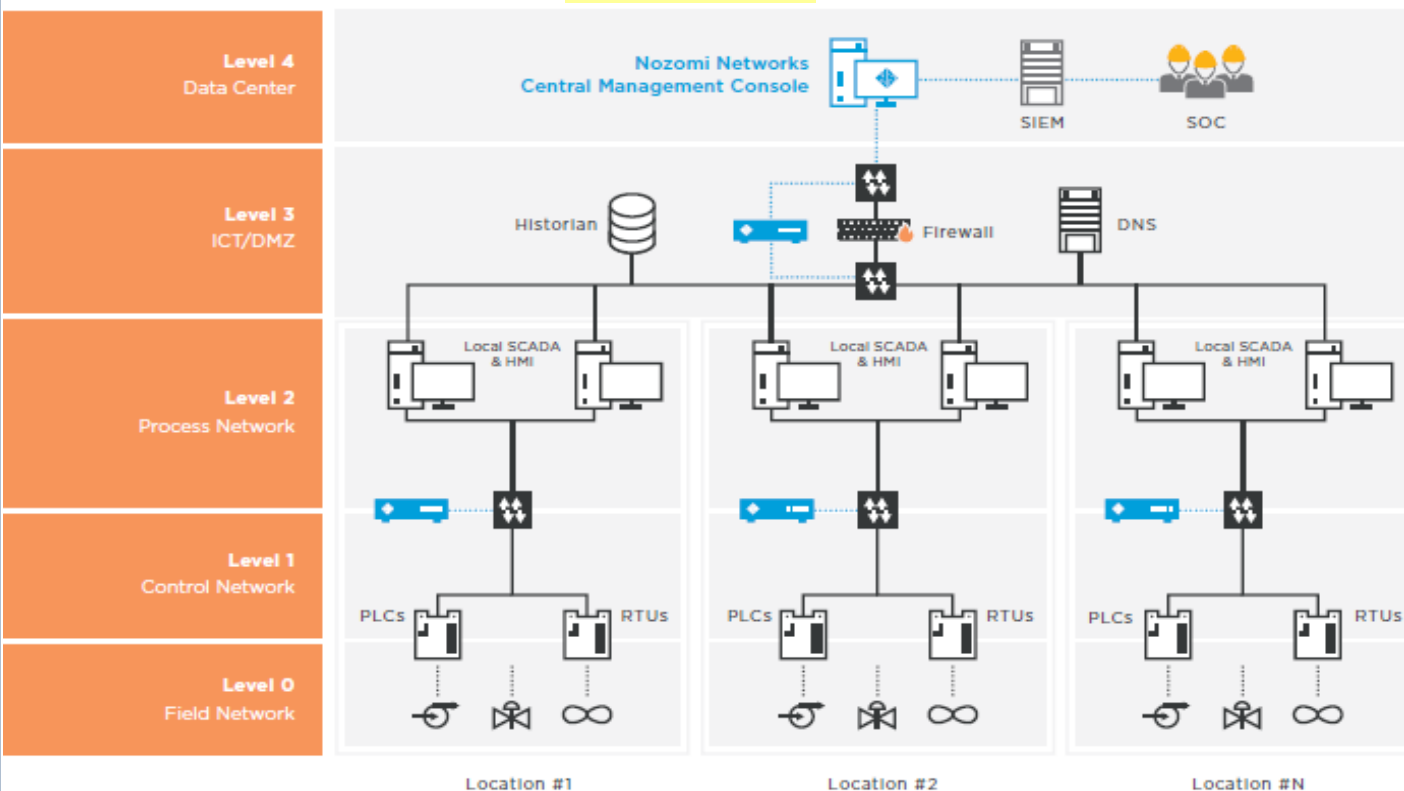 Level 4
Data Center
Nozomi Networks
Central Management Console
SIEM
SOC
Level 3
ICT/DMZ
Historian
Firewall
DNS
Level 2
Process Network
Local SCADA
& HMI
Local SCADA
& HMI
Local SCADA
& HMI
Level 1
Control Network
PLCs
RTUs
PLCs
RTUs
PLCs
RTUs
Level 0
Field Network
Location #1
Location #2
Location #N